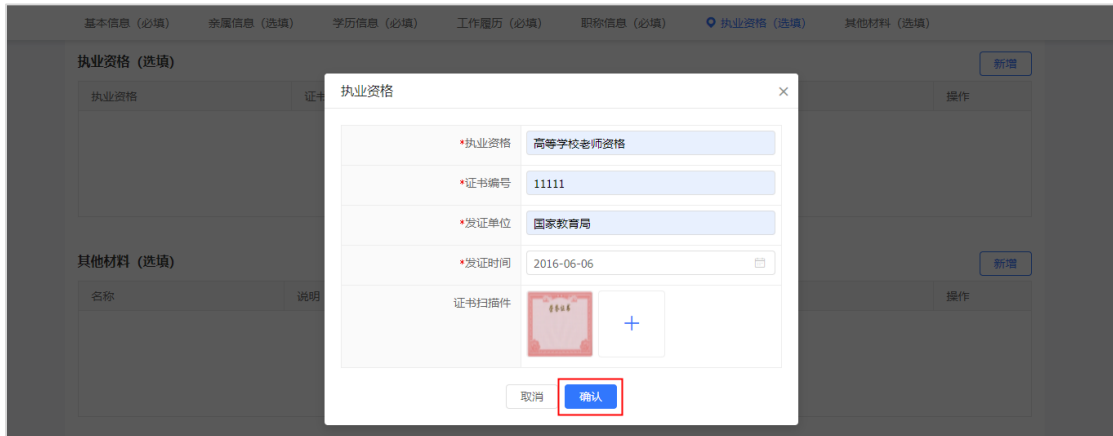 基本信息（必填） 亲属信息（选填） 学历信息（必填） 工作履历（必填） 职称信息（必填） 执业资格（选填） 其他材料（选填）
执业资格（选填） 新增
执业资格 证书 操作
执业资格
*执业资格 高等学校老师资格
*证书编号 11111
*发证单位 国家教育局
*发证时间 2016-06-06
证书扫描件
取消 确认
其他材料（选填） 新增
名称 说明 操作